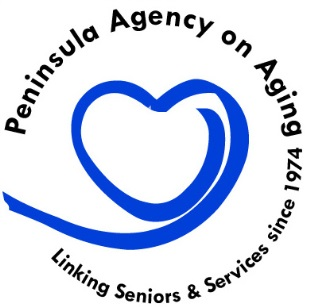 Peninsula Agency on Aging
Linking Seniors & Services since 1974